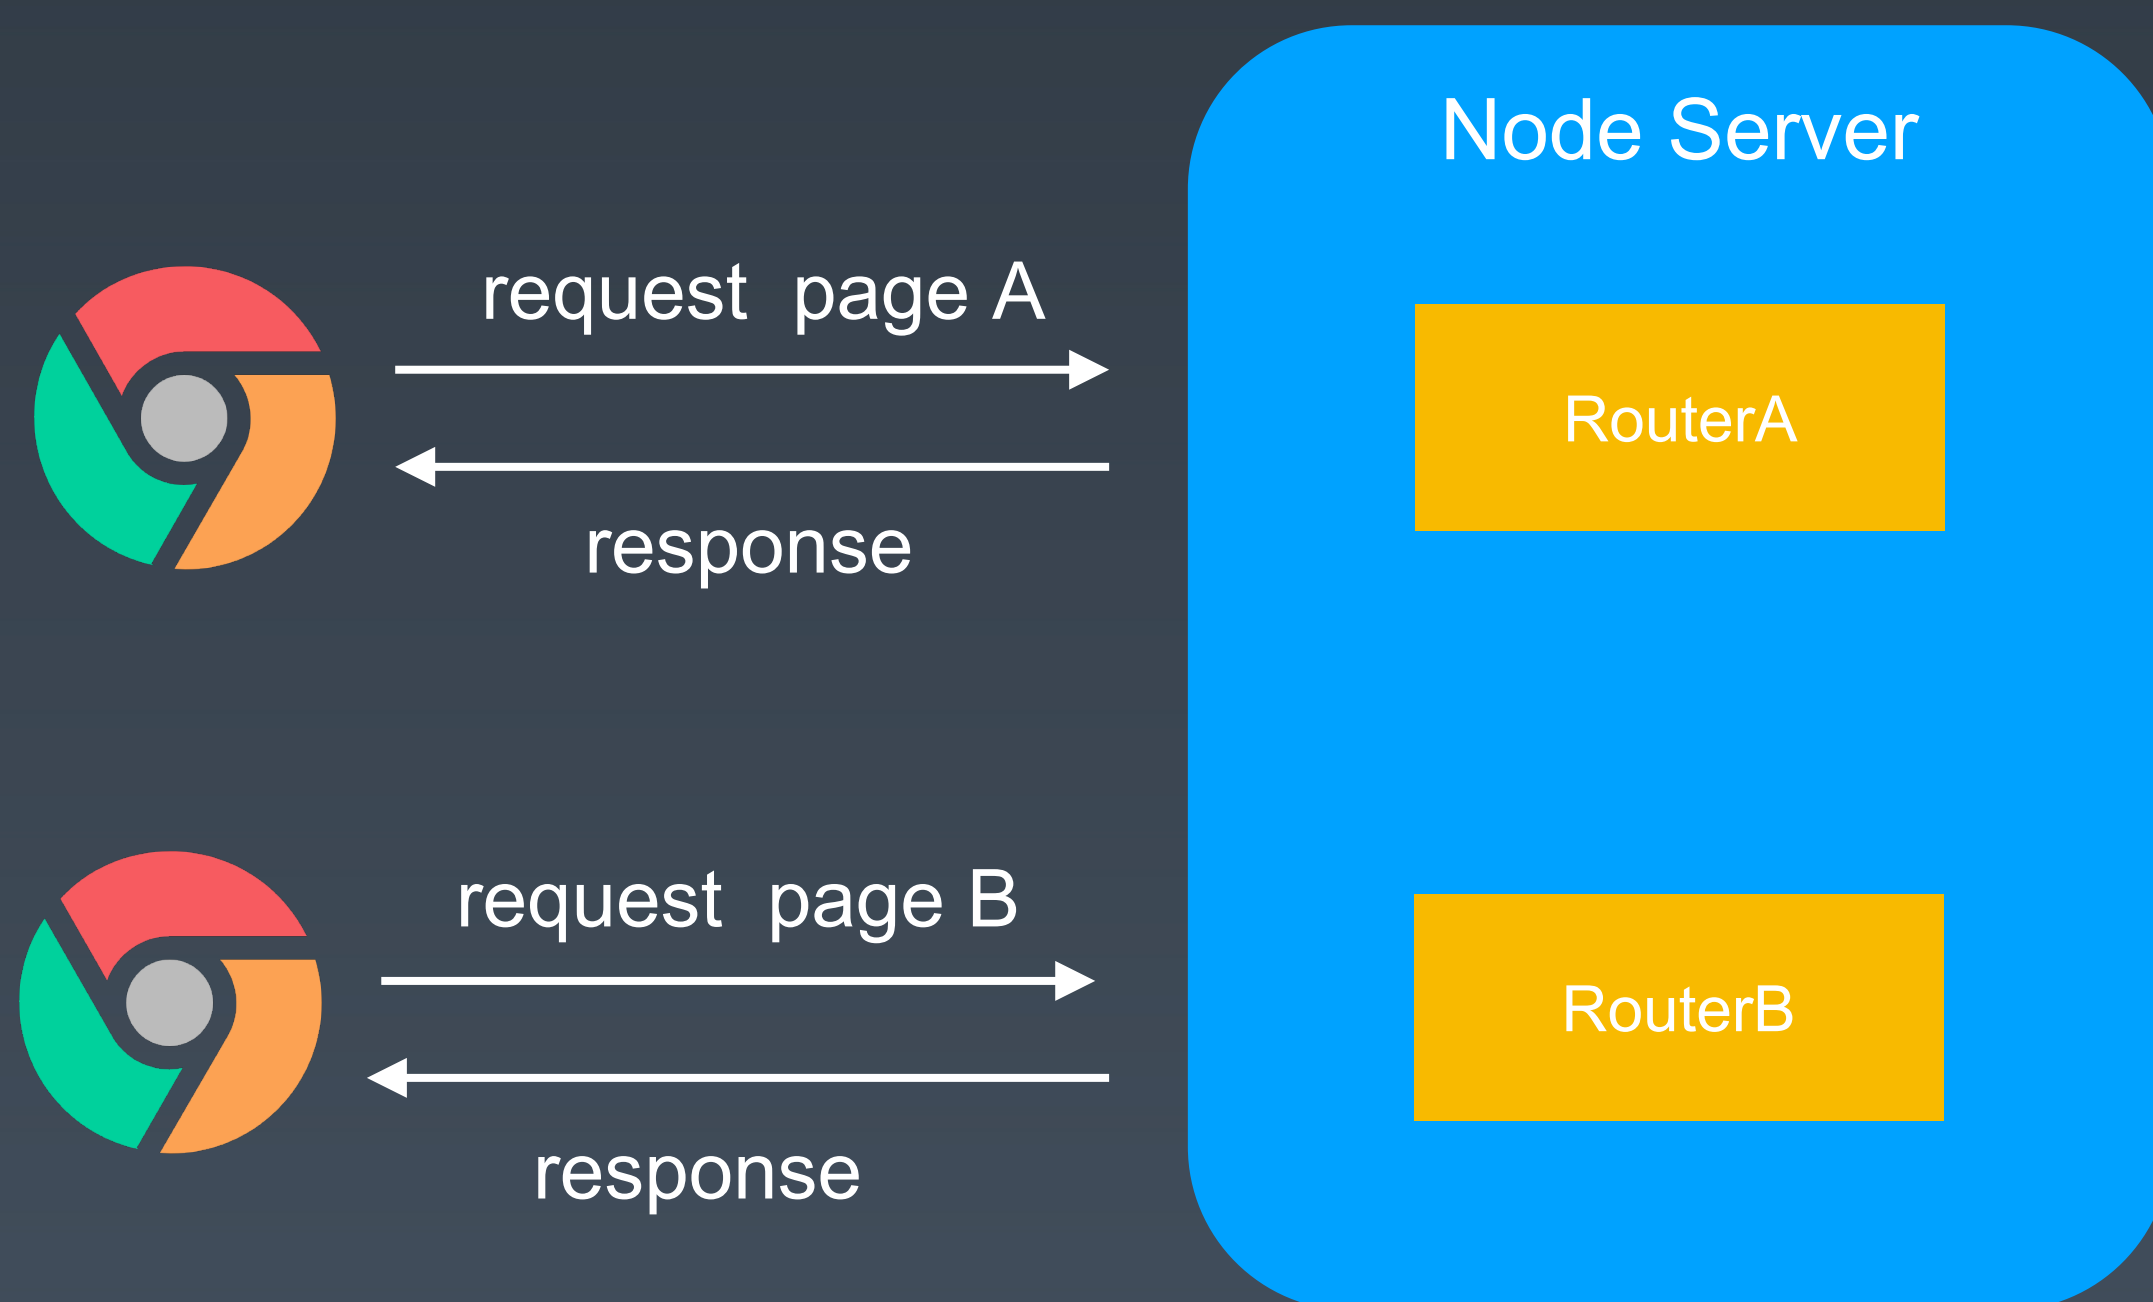 Node Server
request  page A
RouterA
response
request  page B
RouterB
response